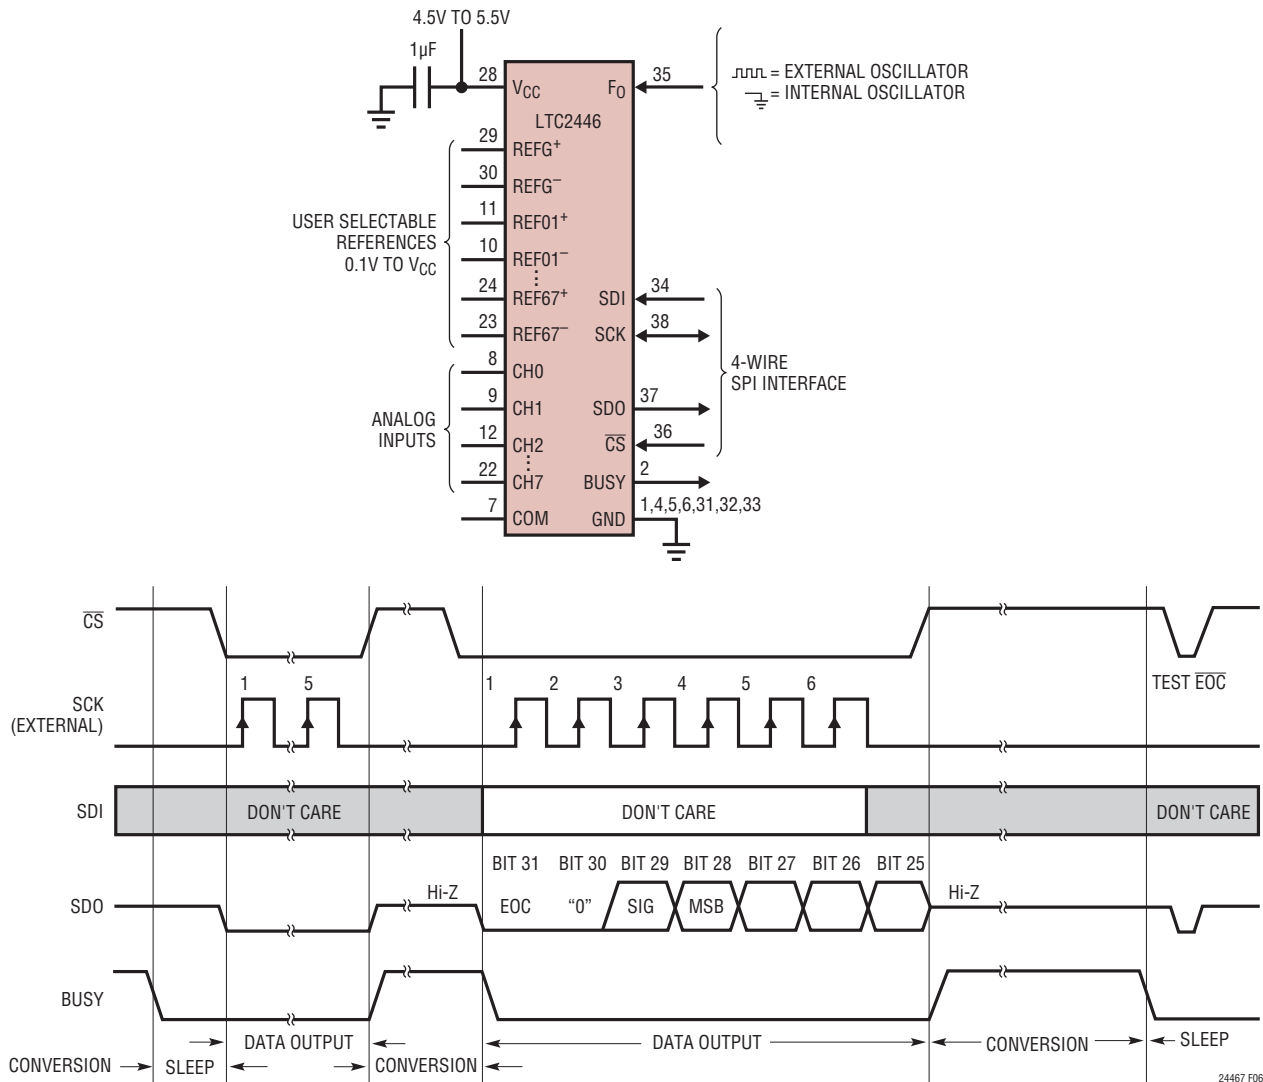 4.5V TO 5.5V
1µF
28
V_CC
F_O
35
= EXTERNAL OSCILLATOR
= INTERNAL OSCILLATOR
LTC2446
29
REFG⁺
30
REFG⁻
11
REF01⁺
10
REF01⁻
24
REF67⁺
23
REF67⁻
USER SELECTABLE
REFERENCES
0.1V TO V_CC
8
CH0
9
CH1
12
CH2
22
CH7
ANALOG
INPUTS
7
COM
SDI
34
SCK
38
SDO
37
C̅S̅
36
4-WIRE
SPI INTERFACE
BUSY
2
GND
1,4,5,6,31,32,33
C̅S̅
TEST E̅O̅C̅
SCK
(EXTERNAL)
1 5 1 2 3 4 5 6
SDI
DON'T CARE DON'T CARE DON'T CARE
BIT 31 BIT 30 BIT 29 BIT 28 BIT 27 BIT 26 BIT 25
SDO
Hi-Z EOC “0” SIG MSB Hi-Z
BUSY
CONVERSION SLEEP DATA OUTPUT CONVERSION DATA OUTPUT CONVERSION SLEEP
24467 F06